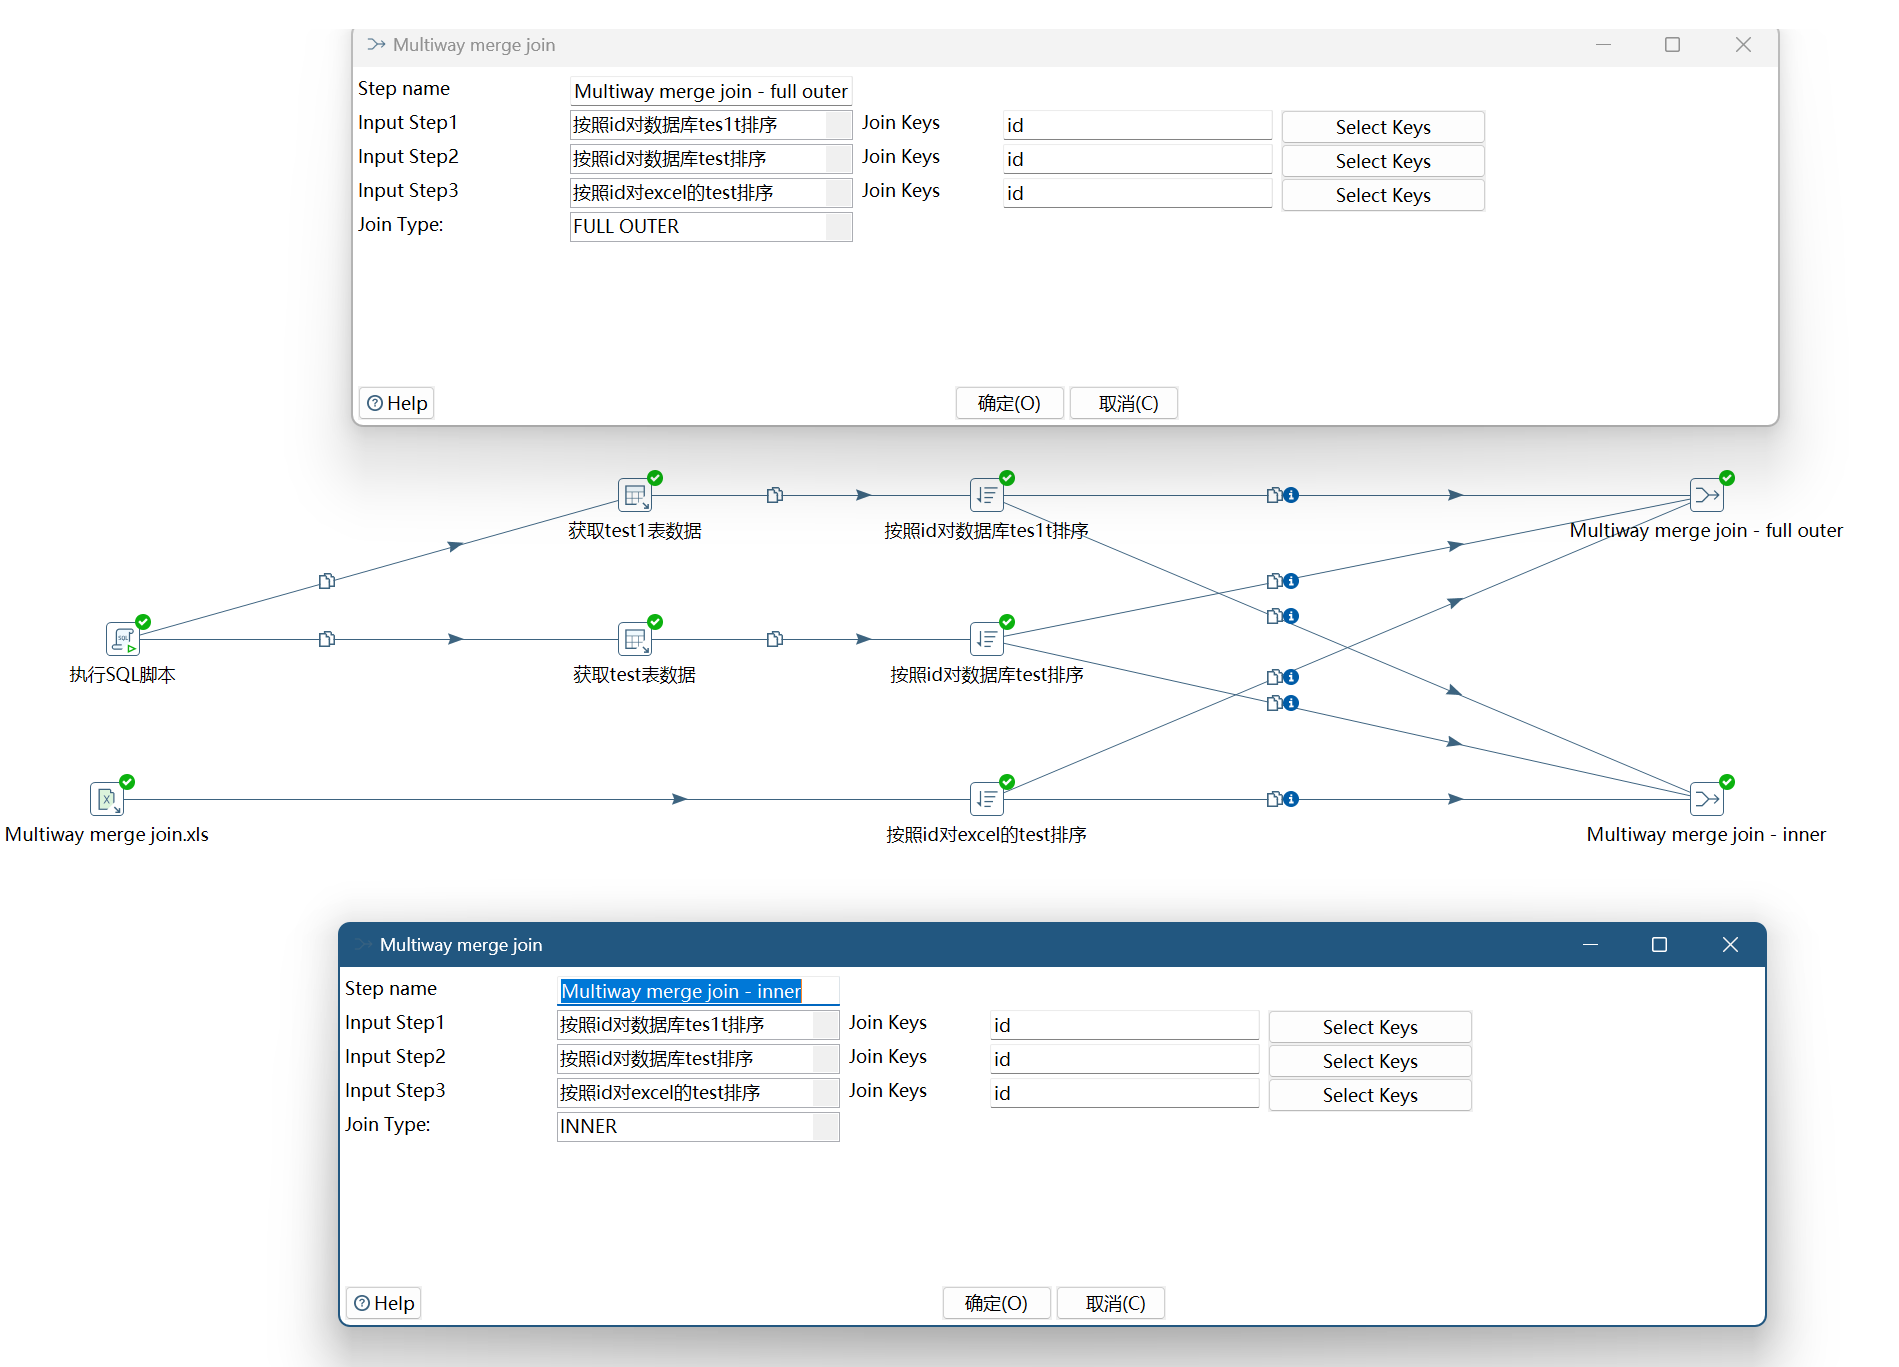 Multiway merge join
Step name Multiway merge join - full outer
Input Step1 按照id对数据库tes1t排序 Join Keys id Select Keys
Input Step2 按照id对数据库test排序 Join Keys id Select Keys
Input Step3 按照id对excel的test排序 Join Keys id Select Keys
Join Type: FULL OUTER
Help 确定(O) 取消(C)
获取test1表数据 按照id对数据库tes1t排序 Multiway merge join - full outer
SQL
执行SQL脚本 获取test表数据 按照id对数据库test排序
X
Multiway merge join.xls 按照id对excel的test排序 Multiway merge join - inner
Multiway merge join
Step name Multiway merge join - inner
Input Step1 按照id对数据库tes1t排序 Join Keys id Select Keys
Input Step2 按照id对数据库test排序 Join Keys id Select Keys
Input Step3 按照id对excel的test排序 Join Keys id Select Keys
Join Type: INNER
Help 确定(O) 取消(C)